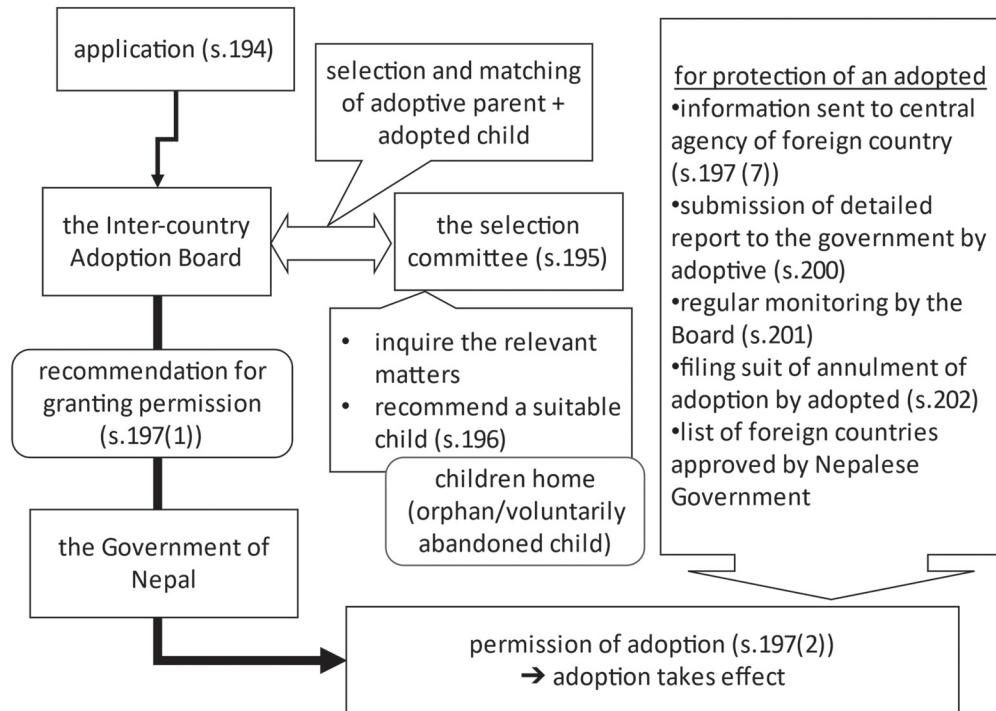 application (s.194)
selection and matching
of adoptive parent +
adopted child
the Inter-country
Adoption Board
the selection
committee (s.195)
• inquire the relevant
matters
• recommend a suitable
child (s.196)
children home
(orphan/voluntarily
abandoned child)
recommendation for
granting permission
(s.197(1))
the Government of
Nepal
for protection of an adopted
•information sent to central
agency of foreign country
(s.197 (7))
•submission of detailed
report to the government by
adoptive (s.200)
•regular monitoring by the
Board (s.201)
•filing suit of annulment of
adoption by adopted (s.202)
•list of foreign countries
approved by Nepalese
Government
permission of adoption (s.197(2))
➔ adoption takes effect